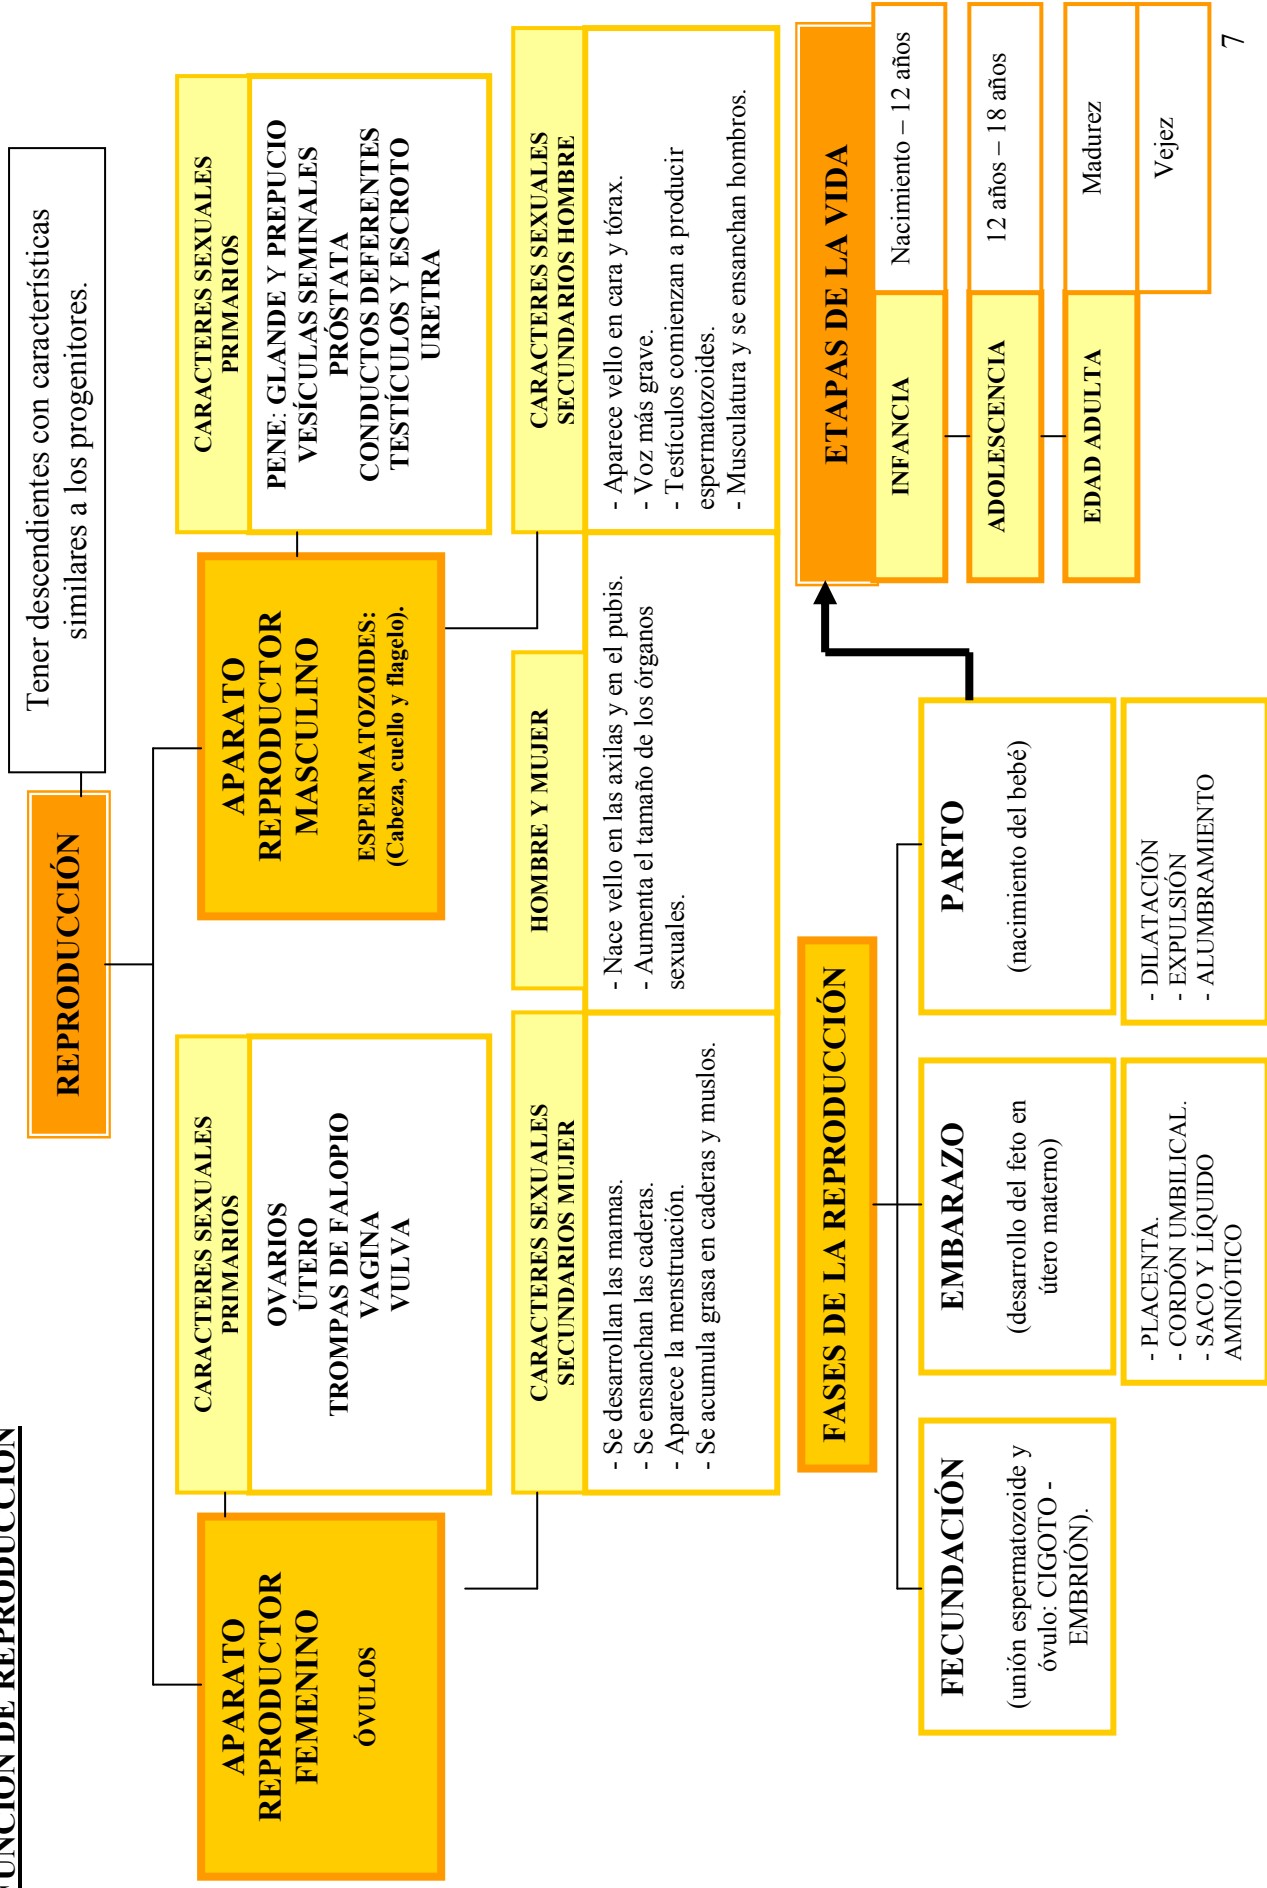 FUNCIÓN DE REPRODUCCIÓN
REPRODUCCIÓN
Tener descendientes con características
similares a los progenitores.
APARATO
REPRODUCTOR
FEMENINO
ÓVULOS
CARACTERES SEXUALES
PRIMARIOS
OVARIOS
ÚTERO
TROMPAS DE FALOPIO
VAGINA
VULVA
APARATO
REPRODUCTOR
MASCULINO
ESPERMATOZOIDES:
(Cabeza, cuello y flagelo).
CARACTERES SEXUALES
PRIMARIOS
PENE: GLANDE Y PREPUCIO
VESÍCULAS SEMINALES
PRÓSTATA
CONDUCTOS DEFERENTES
TESTÍCULOS Y ESCROTO
URETRA
CARACTERES SEXUALES
SECUNDARIOS MUJER
- Se desarrollan las mamas.
- Se ensanchan las caderas.
- Aparece la menstruación.
- Se acumula grasa en caderas y muslos.
HOMBRE Y MUJER
- Nace vello en las axilas y en el pubis.
- Aumenta el tamaño de los órganos
sexuales.
CARACTERES SEXUALES
SECUNDARIOS HOMBRE
- Aparece vello en cara y tórax.
- Voz más grave.
- Testículos comienzan a producir
espermatozoides.
- Musculatura y se ensanchan hombros.
FASES DE LA REPRODUCCIÓN
FECUNDACIÓN
(unión espermatozoide y
óvulo: CIGOTO -
EMBRIÓN).
EMBARAZO
(desarrollo del feto en
útero materno)
- PLACENTA.
- CORDÓN UMBILICAL.
- SACO Y LÍQUIDO
AMNIÓTICO
PARTO
(nacimiento del bebé)
- DILATACIÓN
- EXPULSIÓN
- ALUMBRAMIENTO
ETAPAS DE LA VIDA
INFANCIA
Nacimiento – 12 años
ADOLESCENCIA
12 años – 18 años
EDAD ADULTA
Madurez
Vejez
7